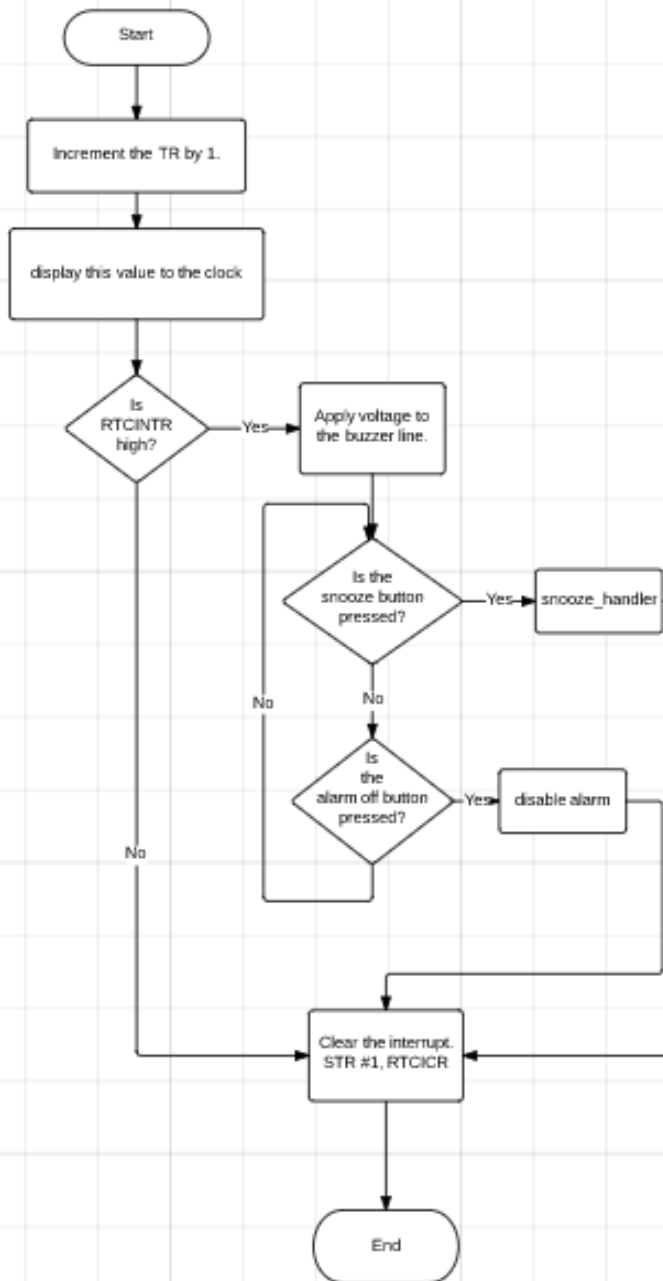 Start
Increment the TR by 1.
display this value to the clock
Is
RTCINTR
high?
Yes
Apply voltage to
the buzzer line.
Is the
snooze button
pressed?
Yes
snooze_handler
No
No
Is
the
alarm off button
pressed?
Yes
disable alarm
No
Clear the interrupt.
STR #1, RTCICR
End